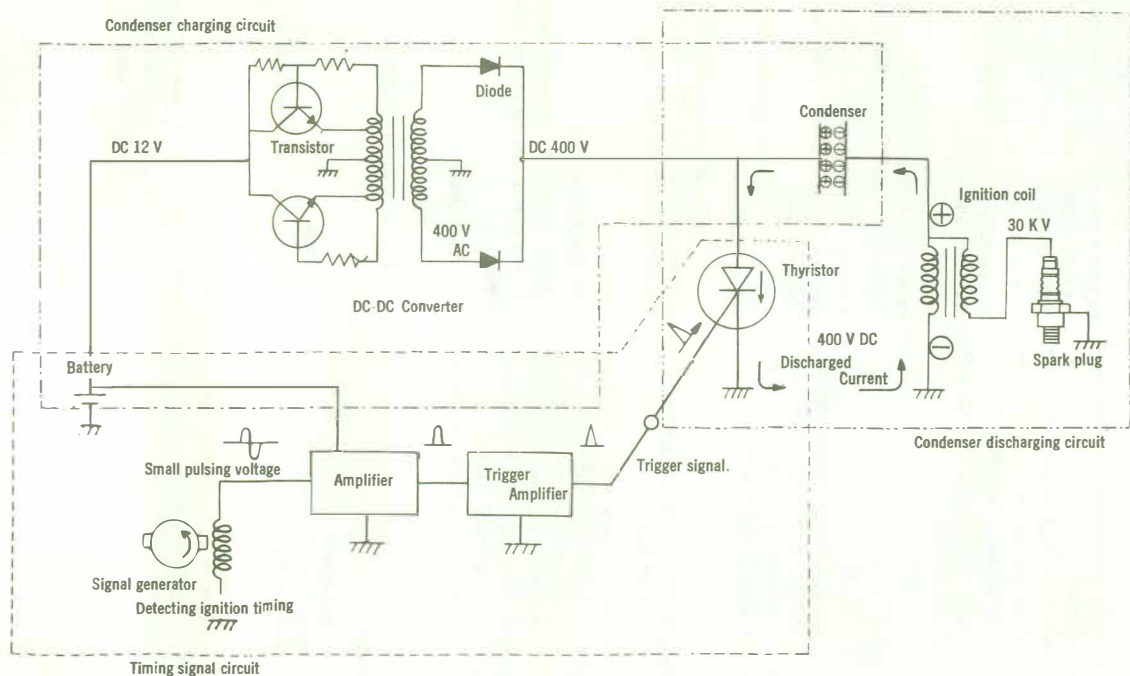 Condenser charging circuit
Diode
Condenser
Transistor
DC 12 V
DC 400 V
Ignition coil
⊕
30 K V
400 V
AC
Thyristor
DC-DC Converter
400 V DC
⊖
Discharged
Current
Spark plug
Battery
Condenser discharging circuit
Small pulsing voltage
Amplifier
Trigger
Amplifier
Trigger signal.
Signal generator
Detecting ignition timing
Timing signal circuit